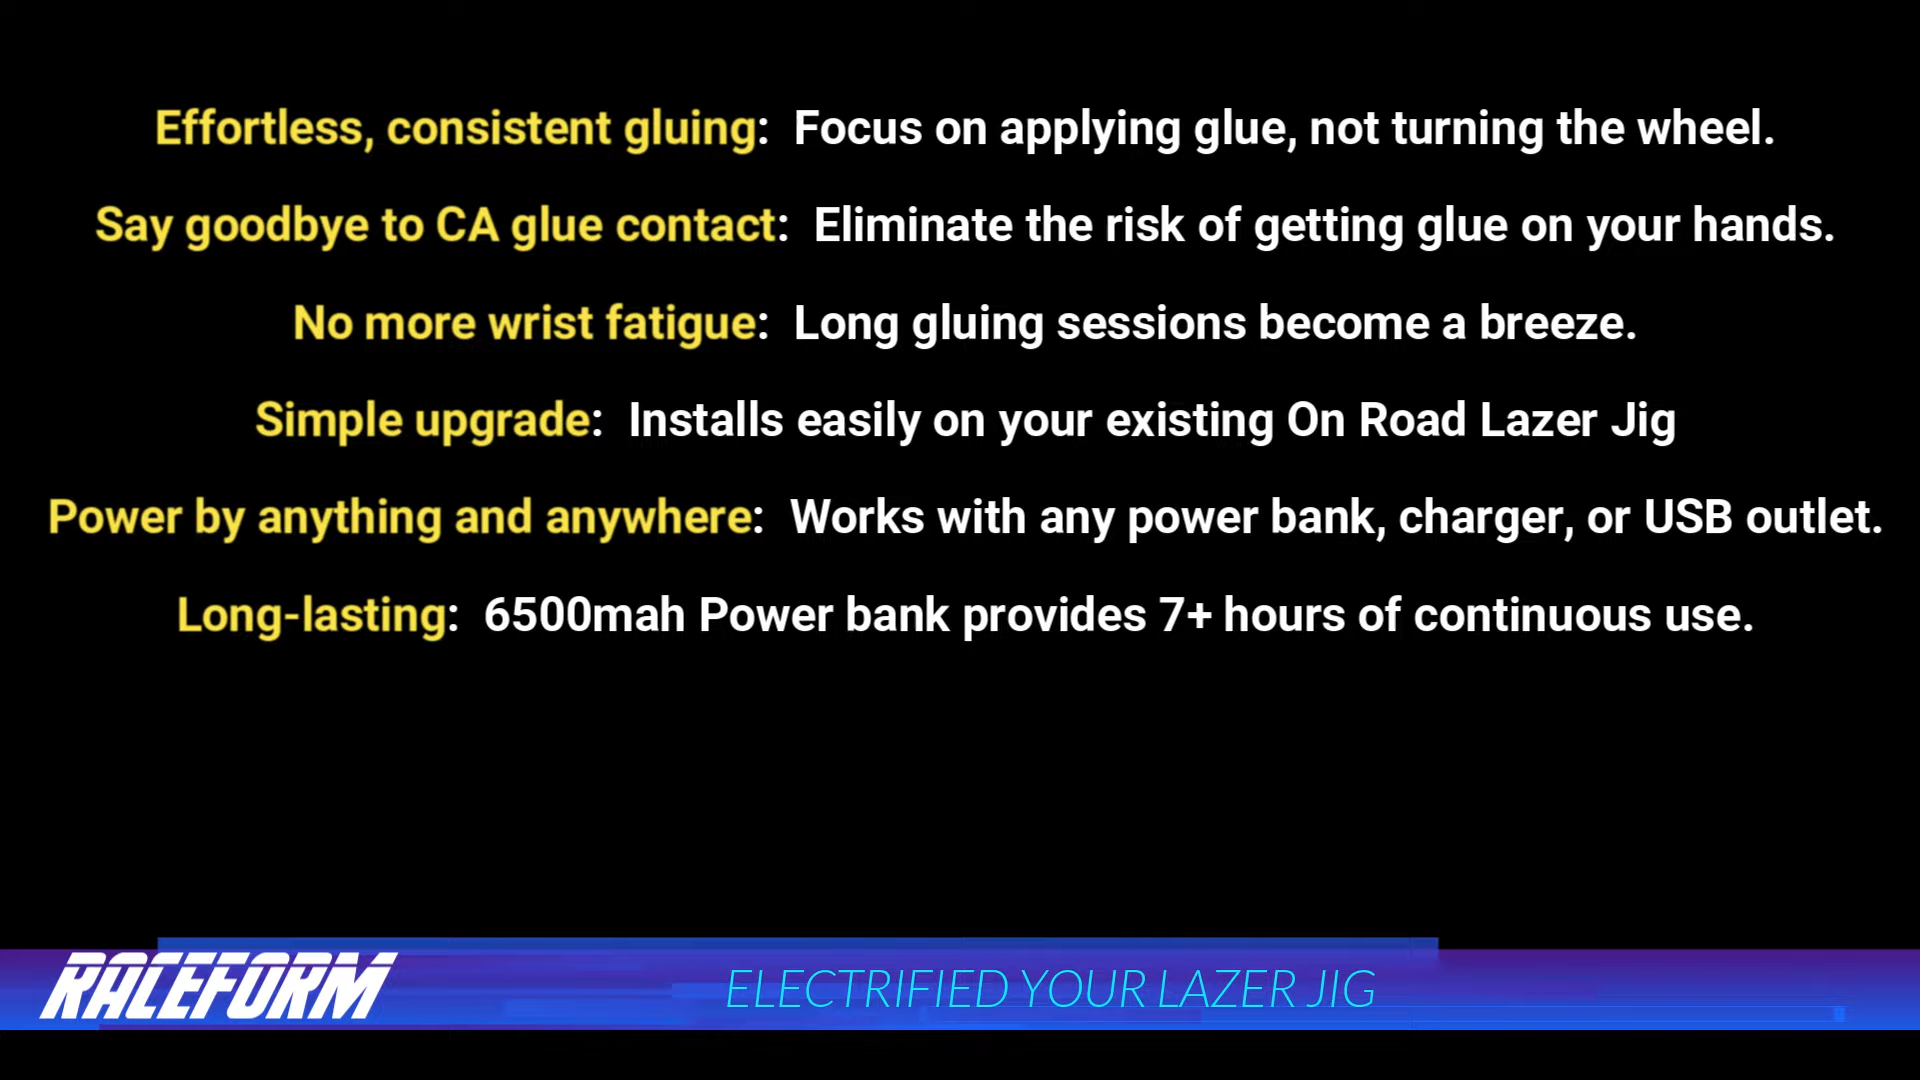 Effortless, consistent gluing: Focus on applying glue, not turning the wheel.
Say goodbye to CA glue contact: Eliminate the risk of getting glue on your hands.
No more wrist fatigue: Long gluing sessions become a breeze.
Simple upgrade: Installs easily on your existing On Road Lazer Jig
Power by anything and anywhere: Works with any power bank, charger, or USB outlet.
Long-lasting: 6500mah Power bank provides 7+ hours of continuous use.
RACEFORM
ELECTRIFIED YOUR LAZER JIG